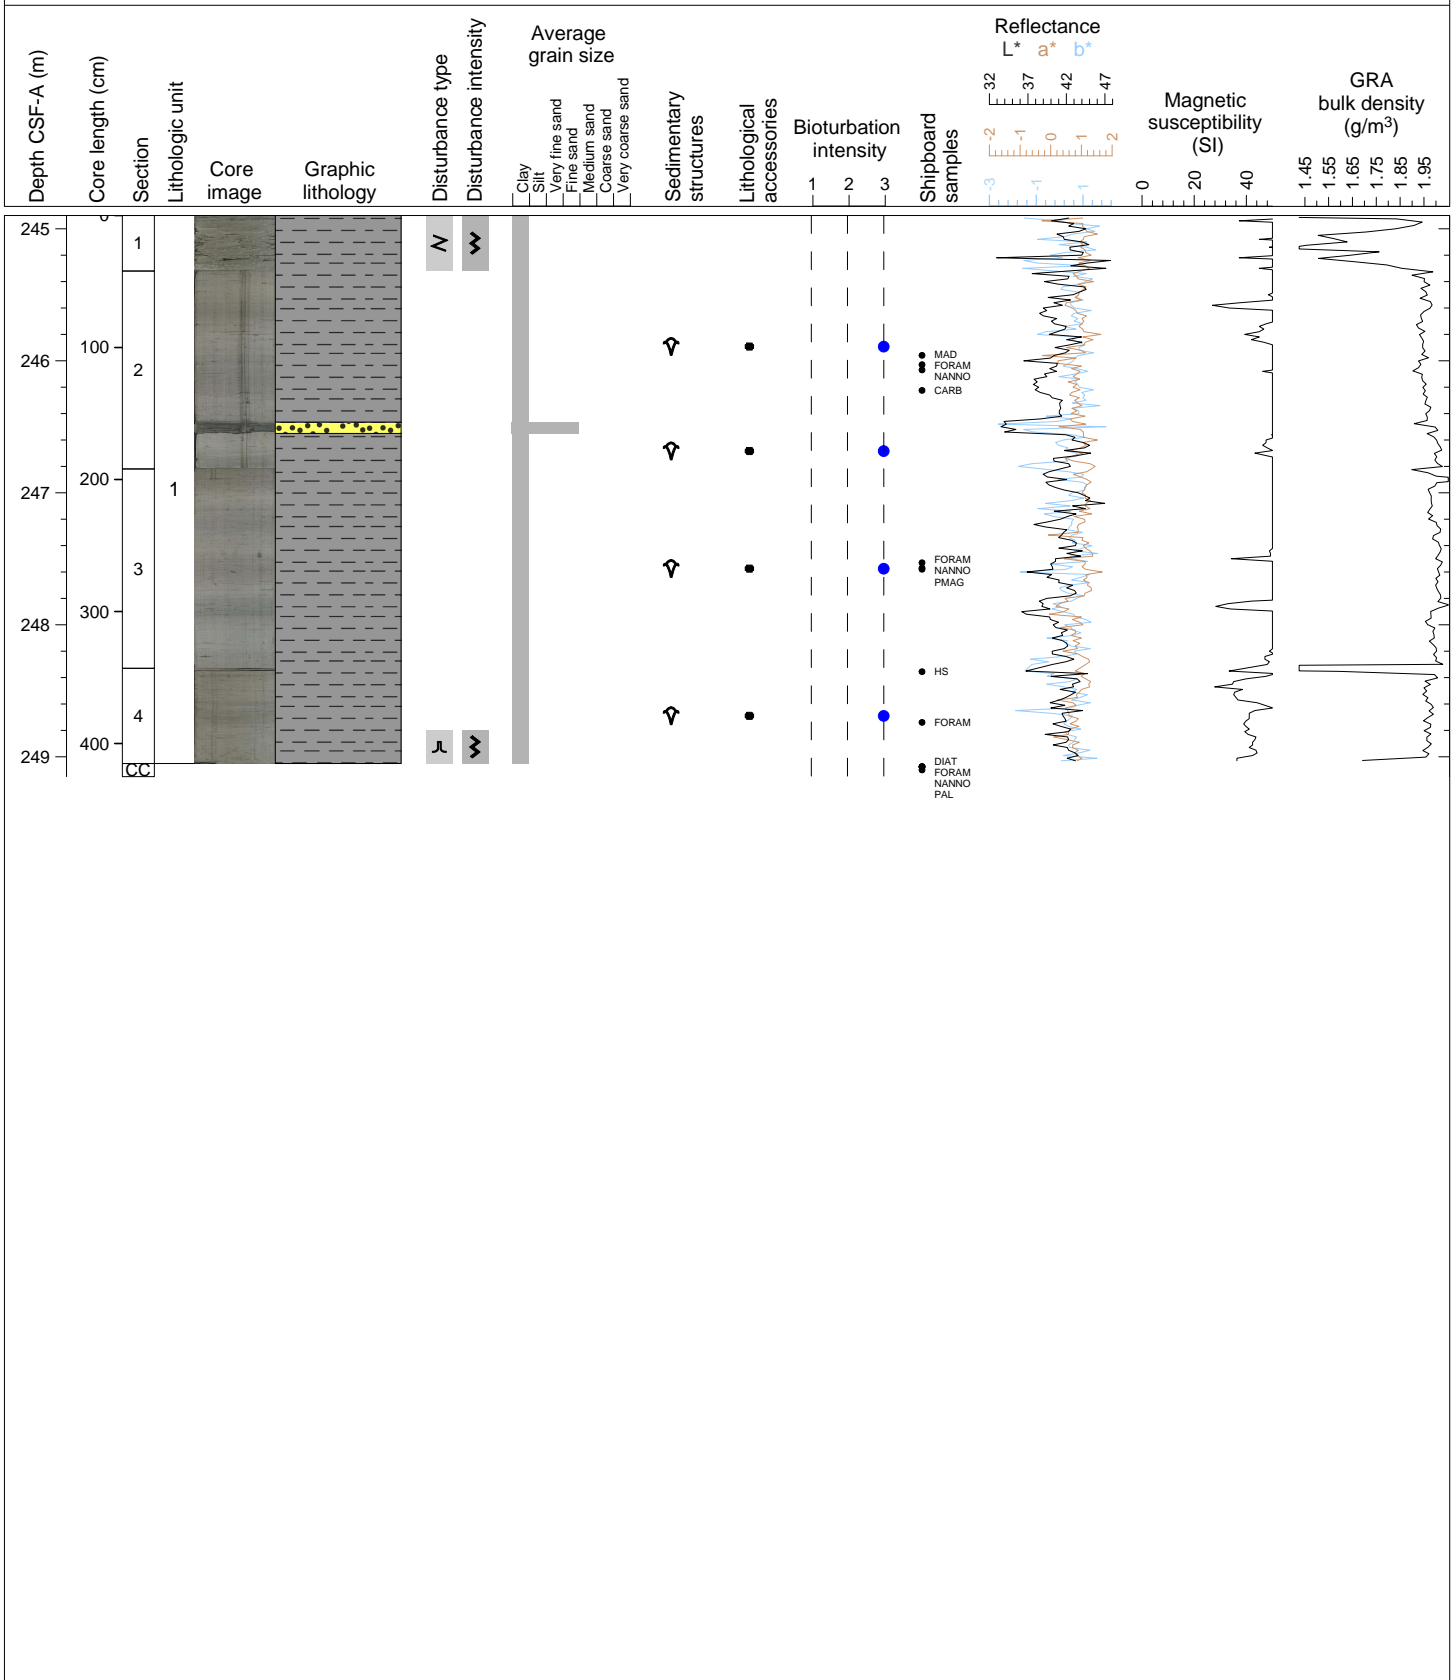 Depth CSF-A (m)
Core length (cm)
Section
Lithologic unit
Core
image
Graphic
lithology
Disturbance type
Disturbance intensity
Average
grain size
Clay
Silt
Very fine sand
Fine sand
Medium sand
Coarse sand
Very coarse sand
Sedimentary
structures
Lithological
accessories
Bioturbation
intensity
1 2 3
Shipboard
samples
Reflectance
L* a* b*
32 37 42 47
-2 -1 0 1 2
-3 -1 1
Magnetic
susceptibility
(SI)
0 20 40
GRA
bulk density
(g/m³)
1.45 1.55 1.65 1.75 1.85 1.95
0
245
1
100
246
2
MAD
FORAM
NANNO
CARB
200
247
1
3
FORAM
NANNO
PMAG
300
248
HS
4
FORAM
400
249
CC
DIAT
FORAM
NANNO
PAL